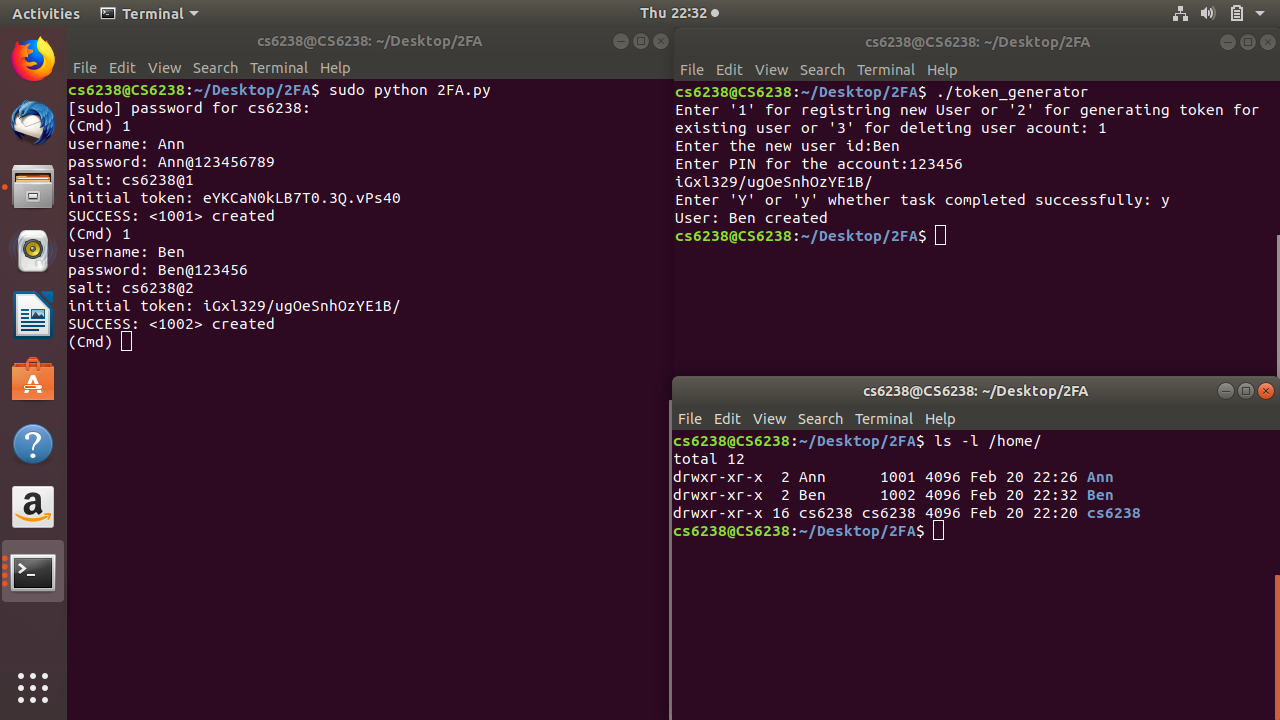 Activities Terminal Thu 22:32
cs6238@CS6238: ~/Desktop/2FA
File Edit View Search Terminal Help
cs6238@CS6238:~/Desktop/2FA$ sudo python 2FA.py
[sudo] password for cs6238:
(Cmd) 1
username: Ann
password: Ann@123456789
salt: cs6238@1
initial token: eYKCaN0kLB7T0.3Q.vPs40
SUCCESS: <1001> created
(Cmd) 1
username: Ben
password: Ben@123456
salt: cs6238@2
initial token: iGxl329/ugOeSnhOzYE1B/
SUCCESS: <1002> created
(Cmd)
cs6238@CS6238: ~/Desktop/2FA
File Edit View Search Terminal Help
cs6238@CS6238:~/Desktop/2FA$ ./token_generator
Enter '1' for registring new User or '2' for generating token for
existing user or '3' for deleting user acount: 1
Enter the new user id:Ben
Enter PIN for the account:123456
iGxl329/ugOeSnhOzYE1B/
Enter 'Y' or 'y' whether task completed successfully: y
User: Ben created
cs6238@CS6238:~/Desktop/2FA$
cs6238@CS6238: ~/Desktop/2FA
File Edit View Search Terminal Help
cs6238@CS6238:~/Desktop/2FA$ ls -l /home/
total 12
drwxr-xr-x  2 Ann      1001 4096 Feb 20 22:26 Ann
drwxr-xr-x  2 Ben      1002 4096 Feb 20 22:32 Ben
drwxr-xr-x 16 cs6238 cs6238 4096 Feb 20 22:20 cs6238
cs6238@CS6238:~/Desktop/2FA$